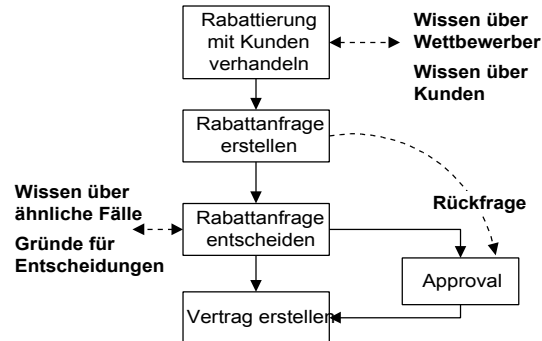 Rabattierung
mit Kunden
verhandeln
Wissen über
Wettbewerber
Wissen über
Kunden
Rabattanfrage
erstellen
Wissen über
ähnliche Fälle
Gründe für
Entscheidungen
Rabattanfrage
entscheiden
Rückfrage
Approval
Vertrag erstellen